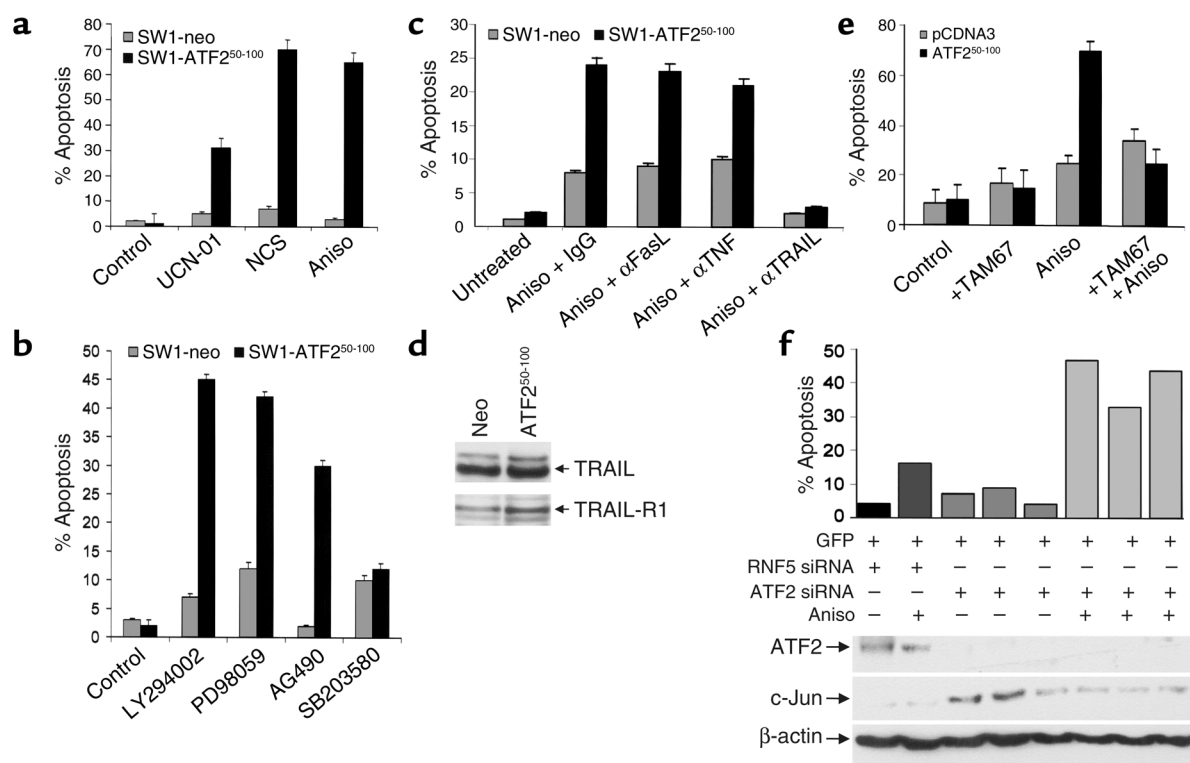 a
% Apoptosis
80
70
60
50
40
30
20
10
0
SW1-neo
SW1-ATF2⁵⁰⁻¹⁰⁰
Control
UCN-01
NCS
Aniso
c
% Apoptosis
30
25
20
15
10
5
0
SW1-neo SW1-ATF2⁵⁰⁻¹⁰⁰
Untreated
Aniso + IgG
Aniso + αFasL
Aniso + αTNF
Aniso + αTRAIL
e
% Apoptosis
80
60
40
20
0
pCDNA3
ATF2⁵⁰⁻¹⁰⁰
Control
+TAM67
Aniso
+TAM67
+ Aniso
b
% Apoptosis
50
45
40
35
30
25
20
15
10
5
0
SW1-neo SW1-ATF2⁵⁰⁻¹⁰⁰
Control
LY294002
PD98059
AG490
SB203580
d
Neo
ATF2⁵⁰⁻¹⁰⁰
TRAIL
TRAIL-R1
f
% Apoptosis
50
40
30
20
10
0
GFP + + + + + + + +
RNF5 siRNA + + − − − − − −
ATF2 siRNA − − + + + + + +
Aniso − + − − − + + +
ATF2
c-Jun
β-actin